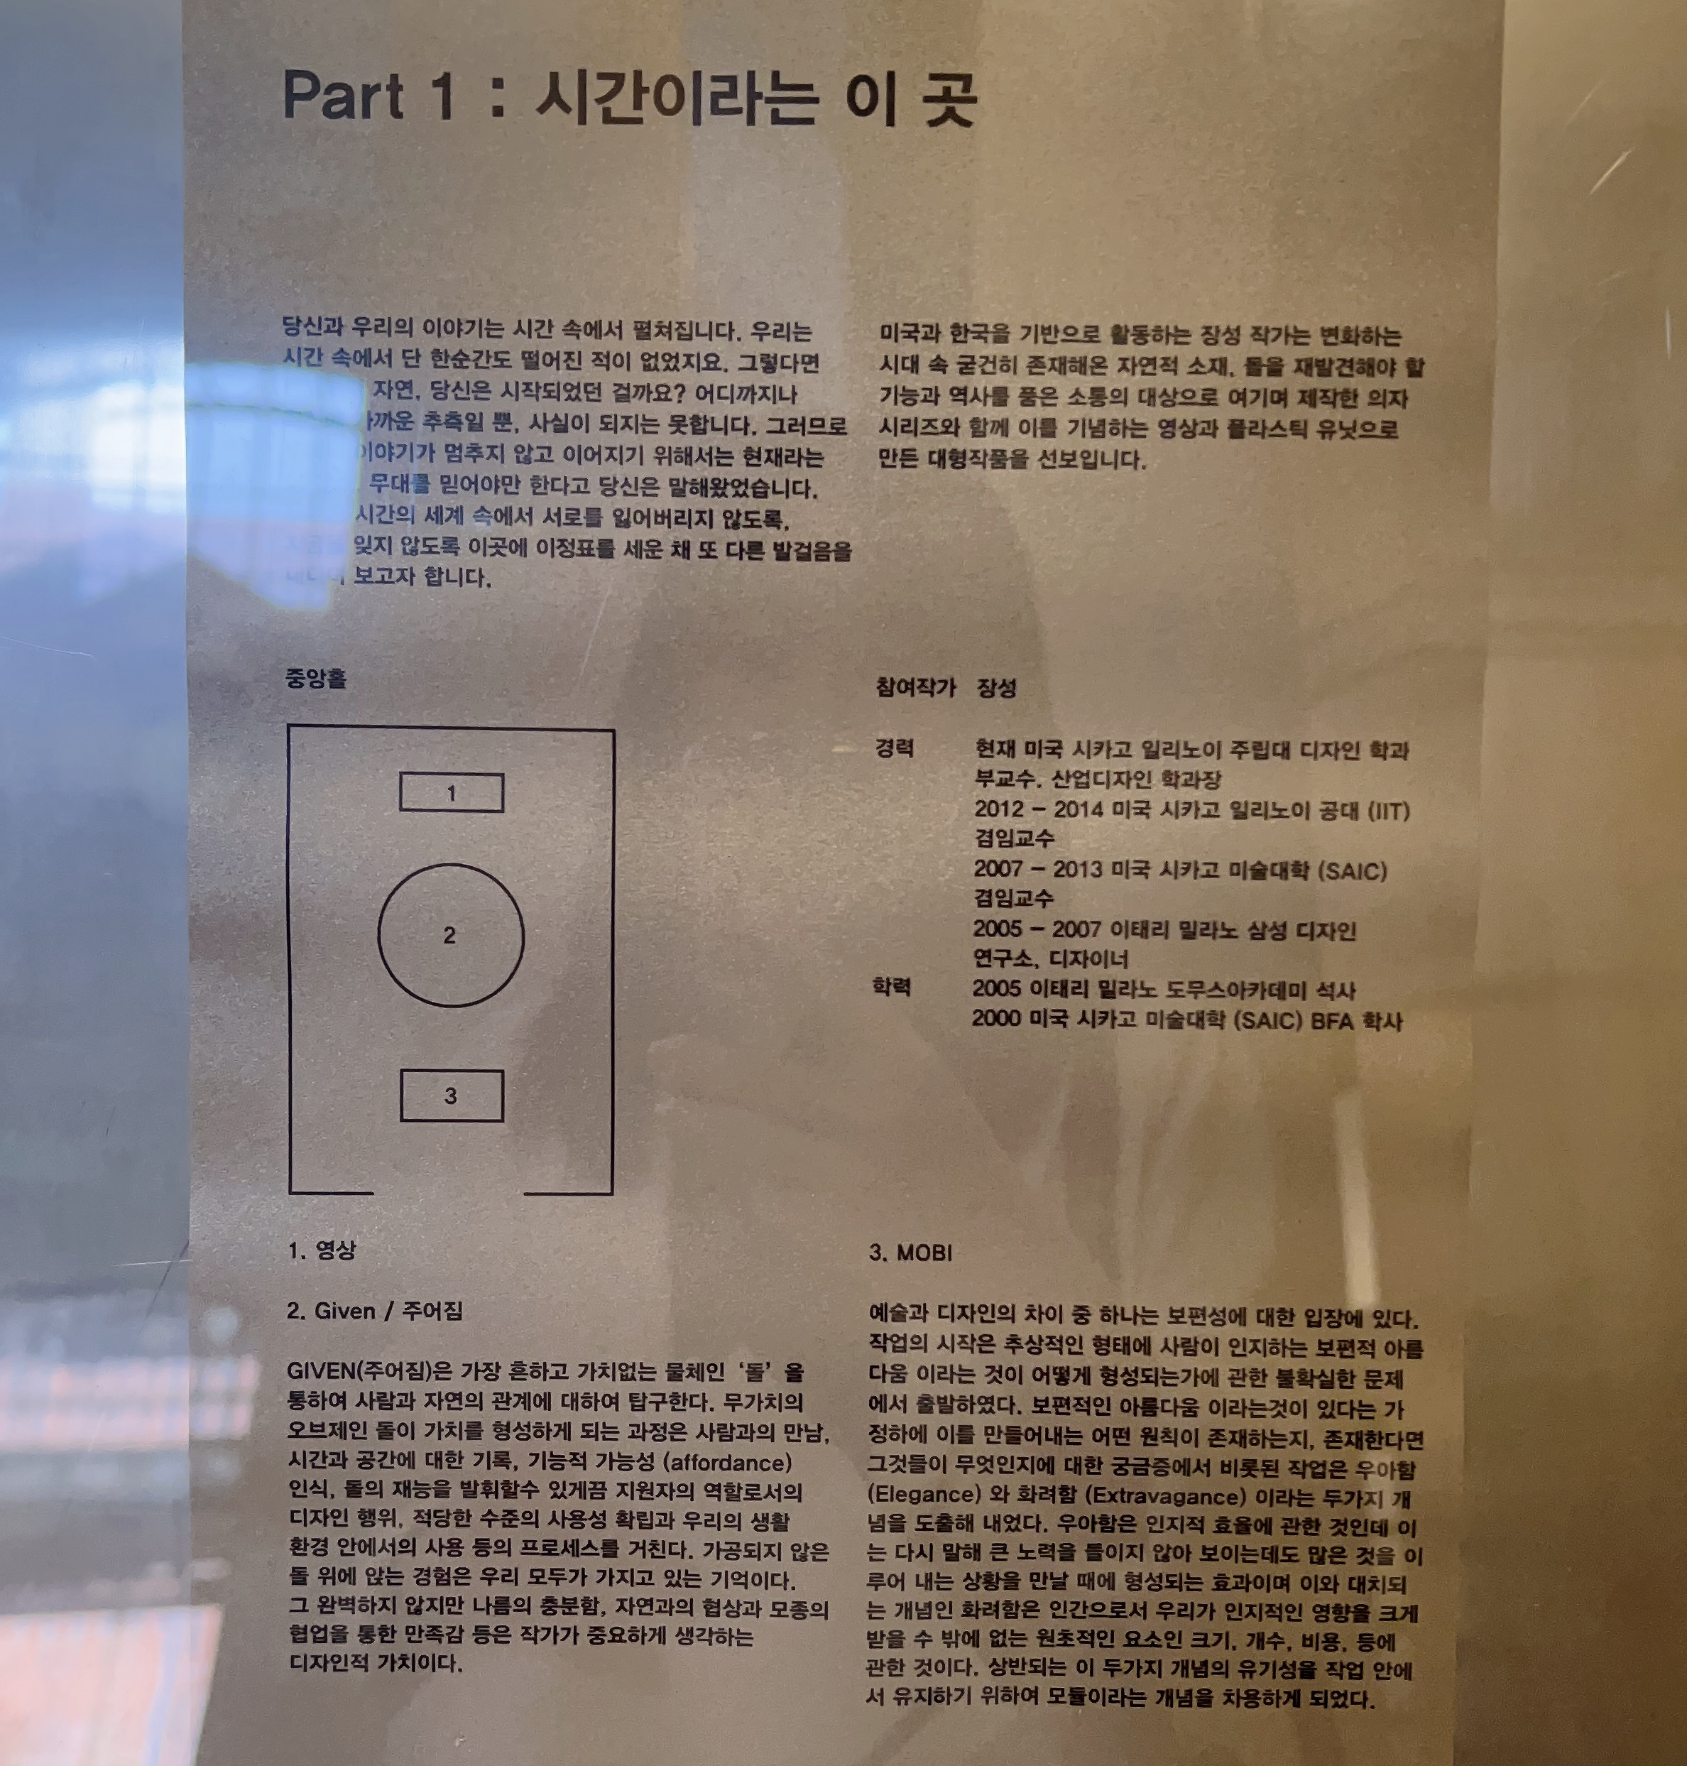 Part 1 : 시간이라는 이 곳
당신과 우리의 이야기는 시간 속에서 펼쳐집니다. 우리는
시간 속에서 단 한순간도 떨어진 적이 없었지요. 그렇다면
자연, 당신은 시작되었던 걸까요? 어디까지나
추측일 뿐, 사실이 되지는 못합니다. 그러므로
이야기가 멈추지 않고 이어지기 위해서는 현재라는
무대를 믿어야만 한다고 당신은 말해왔었습니다.
시간의 세계 속에서 서로를 잃어버리지 않도록,
잊지 않도록 이곳에 이정표를 세운 채 또 다른 발걸음을
보고자 합니다.
미국과 한국을 기반으로 활동하는 장성 작가는 변화하는
시대 속 굳건히 존재해온 자연적 소재, 돌을 재발견해야 할
기능과 역사를 품은 소통의 대상으로 여기며 제작한 의자
시리즈와 함께 이를 기념하는 영상과 플라스틱 유닛으로
만든 대형작품을 선보입니다.
중앙홀
1
2
3
참여작가 장성
경력 현재 미국 시카고 일리노이 주립대 디자인 학과
부교수, 산업디자인 학과장
2012 – 2014 미국 시카고 일리노이 공대 (IIT)
겸임교수
2007 – 2013 미국 시카고 미술대학 (SAIC)
겸임교수
2005 – 2007 이태리 밀라노 삼성 디자인
연구소, 디자이너
학력 2005 이태리 밀라노 도무스아카데미 석사
2000 미국 시카고 미술대학 (SAIC) BFA 학사
1. 영상
2. Given / 주어짐
GIVEN(주어짐)은 가장 흔하고 가치없는 물체인 ‘돌’ 을
통하여 사람과 자연의 관계에 대하여 탐구한다. 무가치의
오브제인 돌이 가치를 형성하게 되는 과정은 사람과의 만남,
시간과 공간에 대한 기록, 기능적 가능성 (affordance)
인식, 돌의 재능을 발휘할수 있게끔 지원자의 역할로서의
디자인 행위, 적당한 수준의 사용성 확립과 우리의 생활
환경 안에서의 사용 등의 프로세스를 거친다. 가공되지 않은
돌 위에 앉는 경험은 우리 모두가 가지고 있는 기억이다.
그 완벽하지 않지만 나름의 충분함, 자연과의 협상과 모종의
협업을 통한 만족감 등은 작가가 중요하게 생각하는
디자인적 가치이다.
3. MOBI
예술과 디자인의 차이 중 하나는 보편성에 대한 입장에 있다.
작업의 시작은 추상적인 형태에 사람이 인지하는 보편적 아름
다움 이라는 것이 어떻게 형성되는가에 관한 불확실한 문제
에서 출발하였다. 보편적인 아름다움 이라는것이 있다는 가
정하에 이를 만들어내는 어떤 원칙이 존재하는지, 존재한다면
그것들이 무엇인지에 대한 궁금증에서 비롯된 작업은 우아함
(Elegance) 와 화려함 (Extravagance) 이라는 두가지 개
념을 도출해 내었다. 우아함은 인지적 효율에 관한 것인데 이
는 다시 말해 큰 노력을 들이지 않아 보이는데도 많은 것을 이
루어 내는 상황을 만날 때에 형성되는 효과이며 이와 대치되
는 개념인 화려함은 인간으로서 우리가 인지적인 영향을 크게
받을 수 밖에 없는 원초적인 요소인 크기, 개수, 비용, 등에
관한 것이다. 상반되는 이 두가지 개념의 유기성을 작업 안에
서 유지하기 위하여 모듈이라는 개념을 차용하게 되었다.